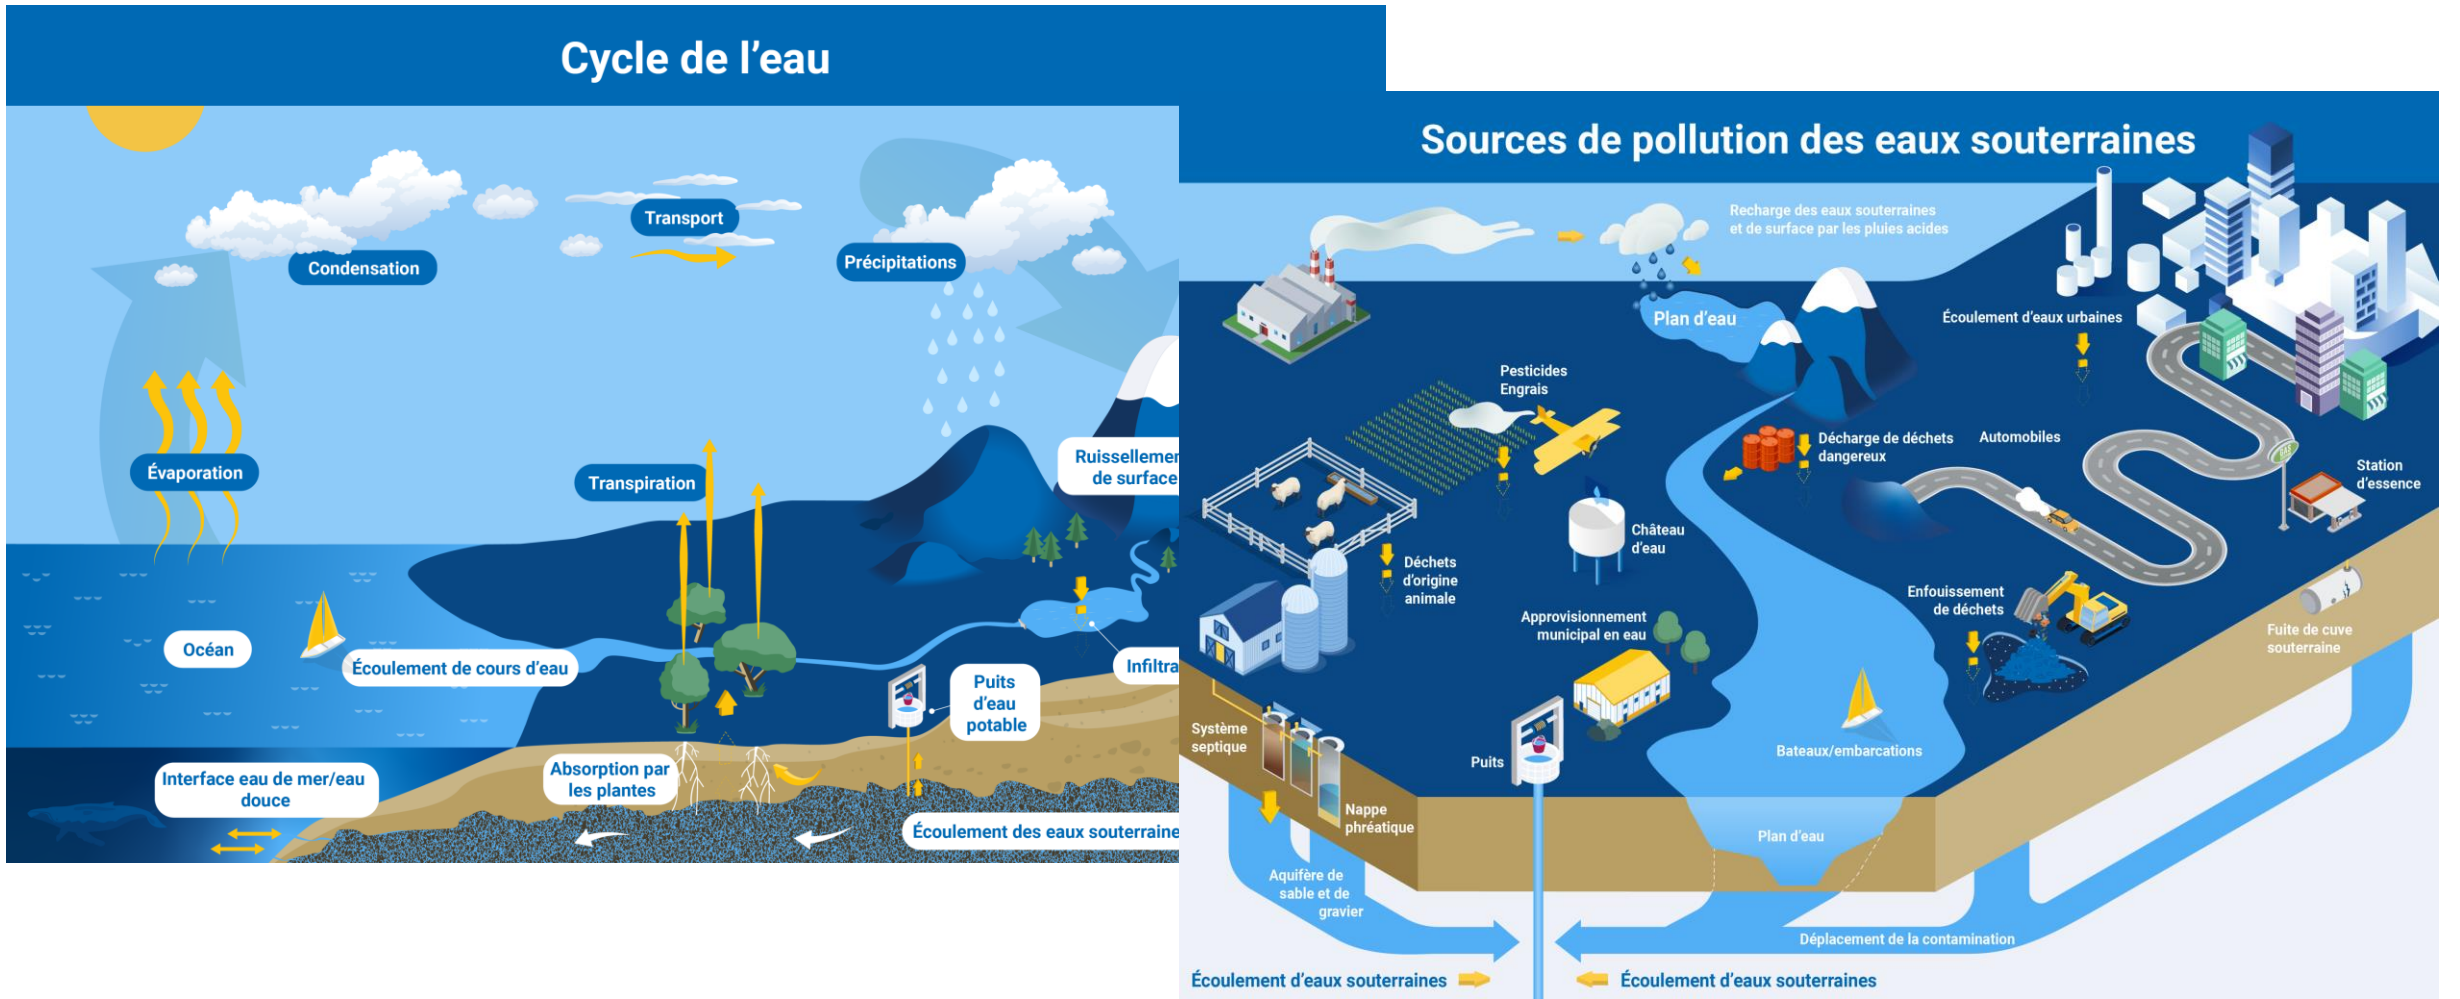 Cycle de l'eau
Transport
Condensation
Précipitations
Évaporation
Transpiration
Ruissellemen
de surface
Océan
Écoulement de cours d'eau
Infiltra
Puits
d'eau
potable
Interface eau de mer/eau
douce
Absorption par
les plantes
Écoulement des eaux souterraine
Sources de pollution des eaux souterraines
Recharge des eaux souterraines
et de surface par les pluies acides
Plan d'eau
Écoulement d'eaux urbaines
Pesticides
Engrais
Décharge de déchets
dangereux
Automobiles
Station
d'essence
Château
d'eau
Déchets
d'origine
animale
Approvisionnement
municipal en eau
Enfouissement
de déchets
Fuite de cuve
souterraine
Système
septique
Puits
Bateaux/embarcations
Nappe
phréatique
Plan d'eau
Aquifère de
sable et de
gravier
Déplacement de la contamination
Écoulement d'eaux souterraines
Écoulement d'eaux souterraines